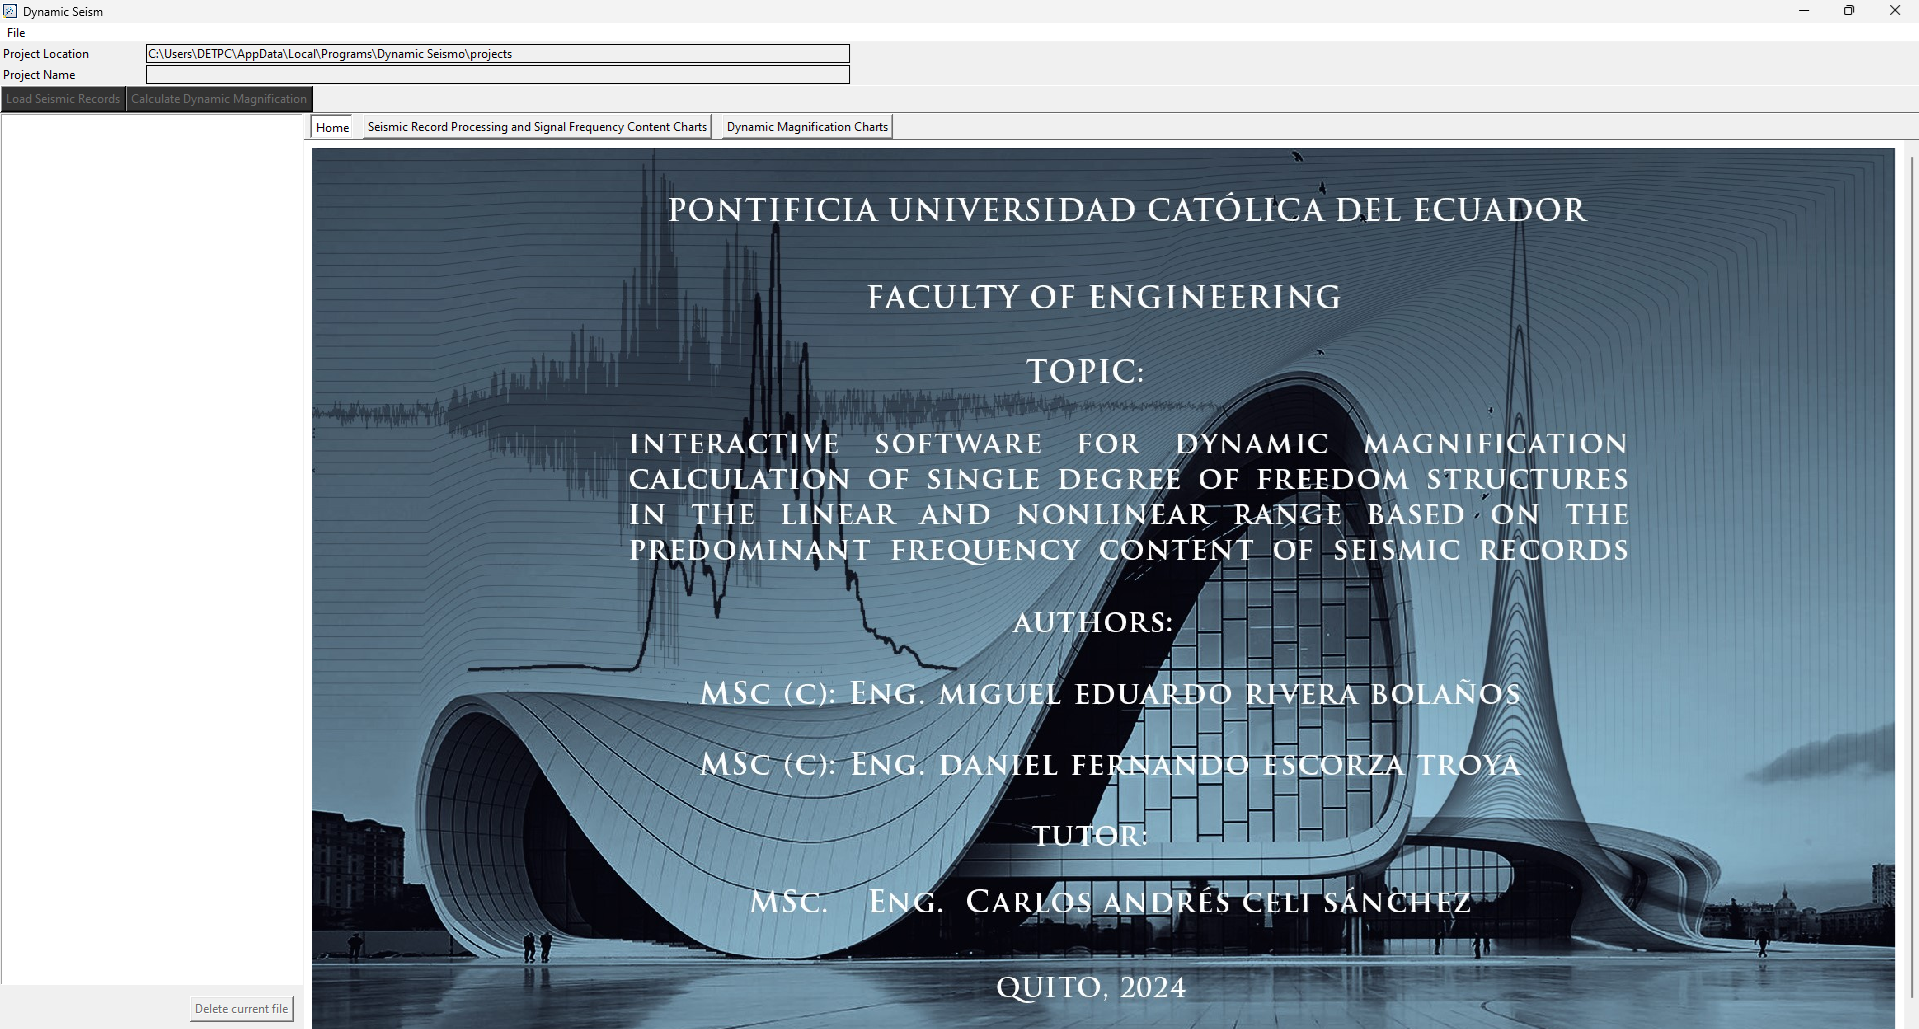 Dynamic Seism
File
Project Location C:\Users\DETPC\AppData\Local\Programs\Dynamic Seismo\projects
Project Name
Load Seismic Records Calculate Dynamic Magnification
Home Seismic Record Processing and Signal Frequency Content Charts Dynamic Magnification Charts
PONTIFICIA UNIVERSIDAD CATÓLICA DEL ECUADOR
FACULTY OF ENGINEERING
TOPIC:
INTERACTIVE SOFTWARE FOR DYNAMIC MAGNIFICATION
CALCULATION OF SINGLE DEGREE OF FREEDOM STRUCTURES
IN THE LINEAR AND NONLINEAR RANGE BASED ON THE
PREDOMINANT FREQUENCY CONTENT OF SEISMIC RECORDS
AUTHORS:
MSC (C): ENG. MIGUEL EDUARDO RIVERA BOLAÑOS
MSC (C): ENG. DANIEL FERNANDO ESCORZA TROYA
TUTOR:
MSC. ENG. CARLOS ANDRÉS CELI SÁNCHEZ
QUITO, 2024
Delete current file